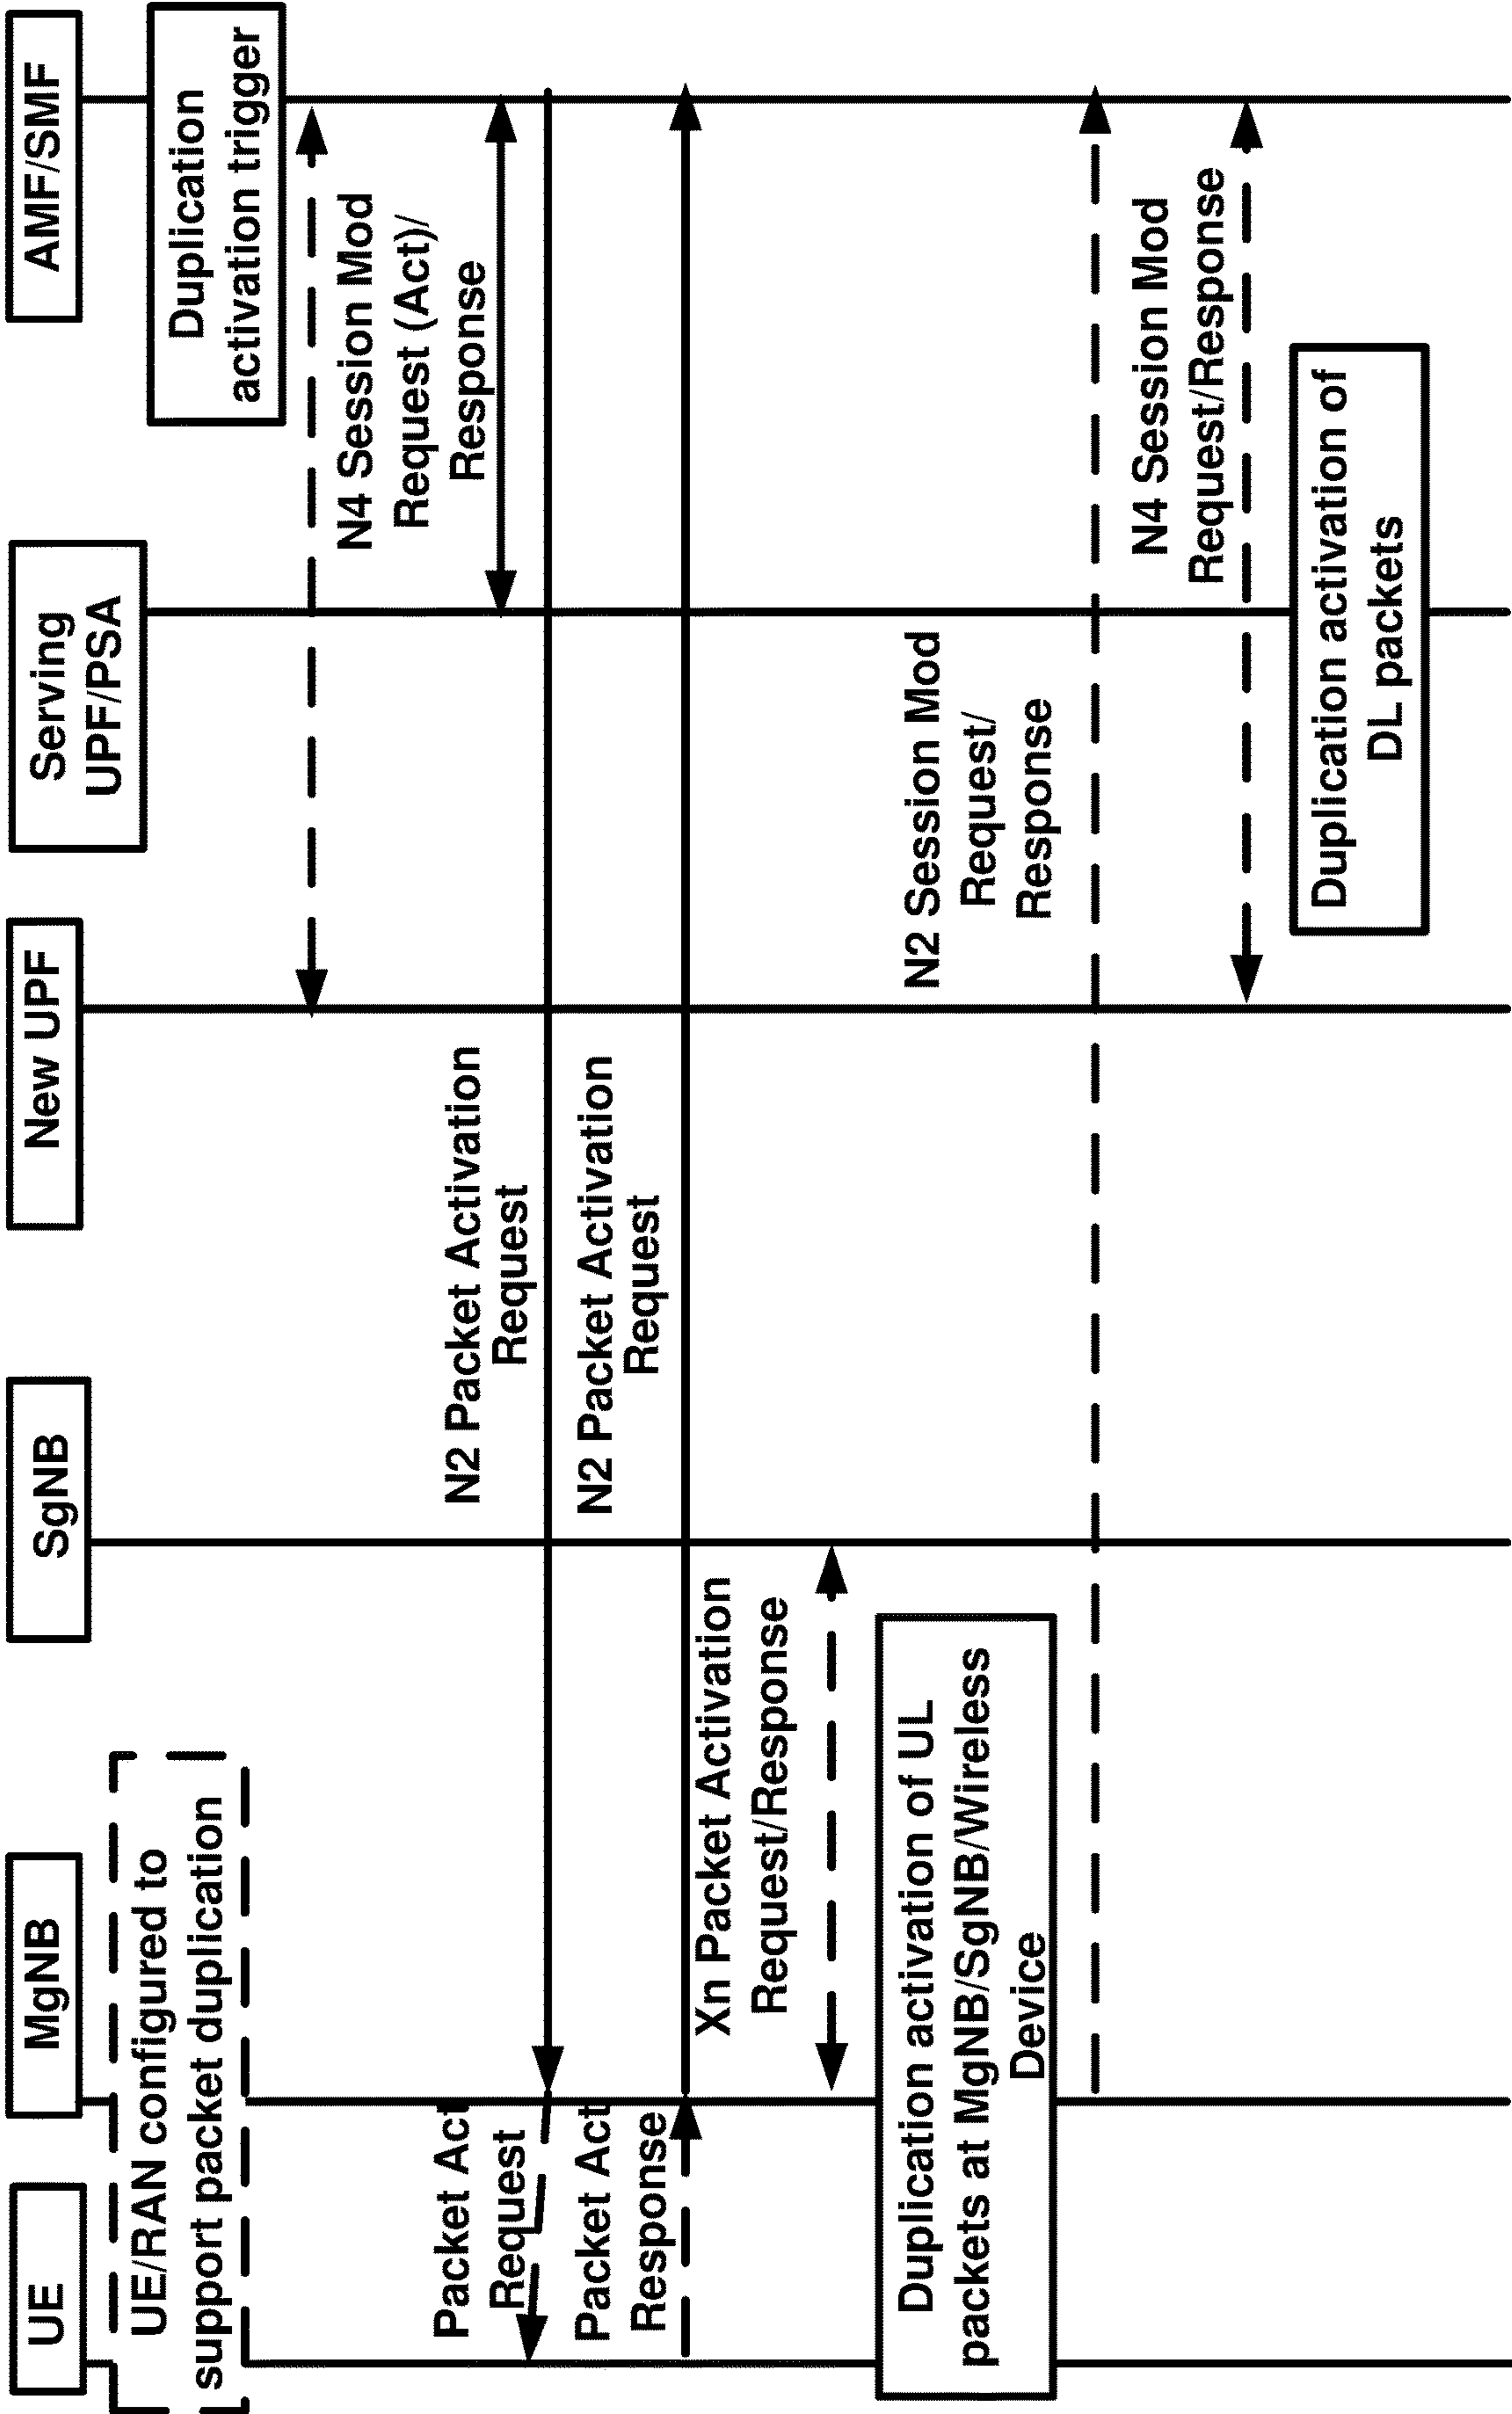 UE
MgNB
SgNB
New UPF
Serving
UPF/PSA
AMF/SMF
UE/RAN configured to
support packet duplication
Duplication
activation trigger
N4 Session Mod
Request (Act)/
Response
Packet Act
Request
N2 Packet Activation
Request
Packet Act
Response
N2 Packet Activation
Request
Xn Packet Activation
Request/Response
Duplication activation of UL
packets at MgNB/SgNB/Wireless
Device
N2 Session Mod
Request/
Response
N4 Session Mod
Request/Response
Duplication activation of
DL packets